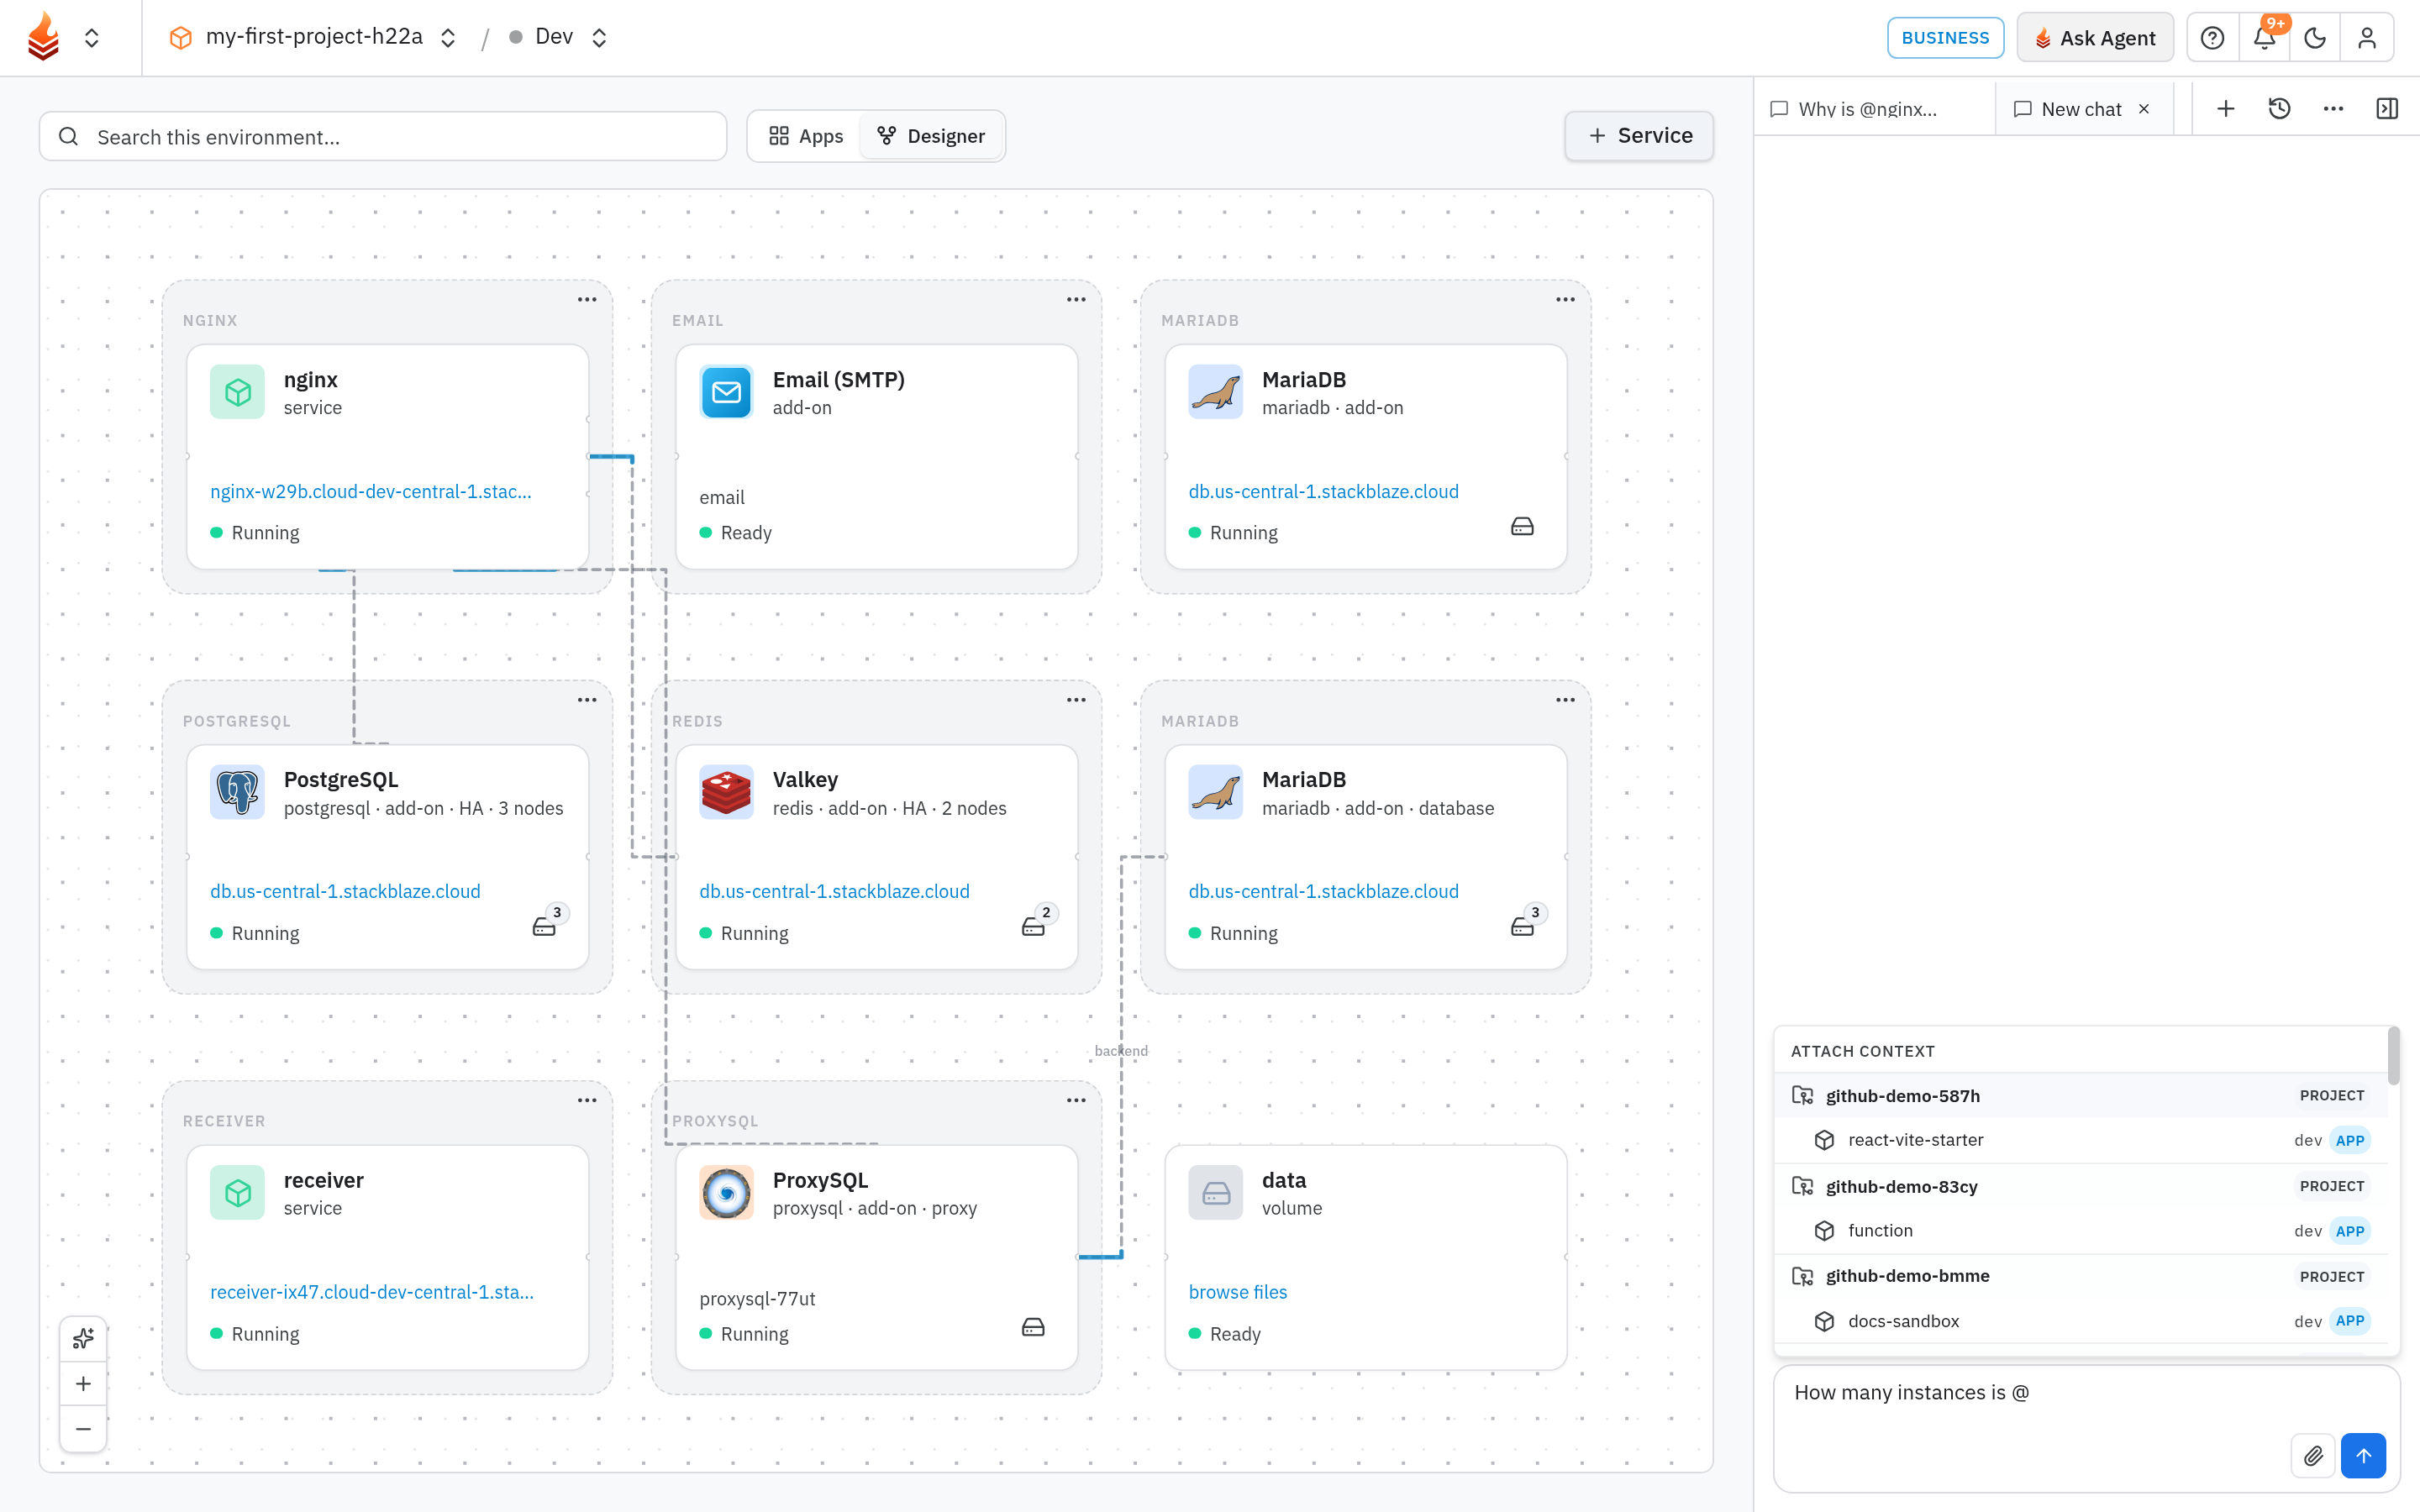 my-first-project-h22a / Dev
BUSINESS
Ask Agent
9+
Search this environment...
Apps
Designer
+ Service
Why is @nginx...
New chat
NGINX
nginx
service
nginx-w29b.cloud-dev-central-1.stac...
Running
EMAIL
Email (SMTP)
add-on
email
Ready
MARIADB
MariaDB
mariadb · add-on
db.us-central-1.stackblaze.cloud
Running
POSTGRESQL
PostgreSQL
postgresql · add-on · HA · 3 nodes
db.us-central-1.stackblaze.cloud
3
Running
REDIS
Valkey
redis · add-on · HA · 2 nodes
db.us-central-1.stackblaze.cloud
2
Running
MARIADB
MariaDB
mariadb · add-on · database
db.us-central-1.stackblaze.cloud
3
Running
backend
RECEIVER
receiver
service
receiver-ix47.cloud-dev-central-1.sta...
Running
PROXYSQL
ProxySQL
proxysql · add-on · proxy
proxysql-77ut
Running
data
volume
browse files
Ready
ATTACH CONTEXT
github-demo-587h PROJECT
react-vite-starter dev APP
github-demo-83cy PROJECT
function dev APP
github-demo-bmme PROJECT
docs-sandbox dev APP
How many instances is @